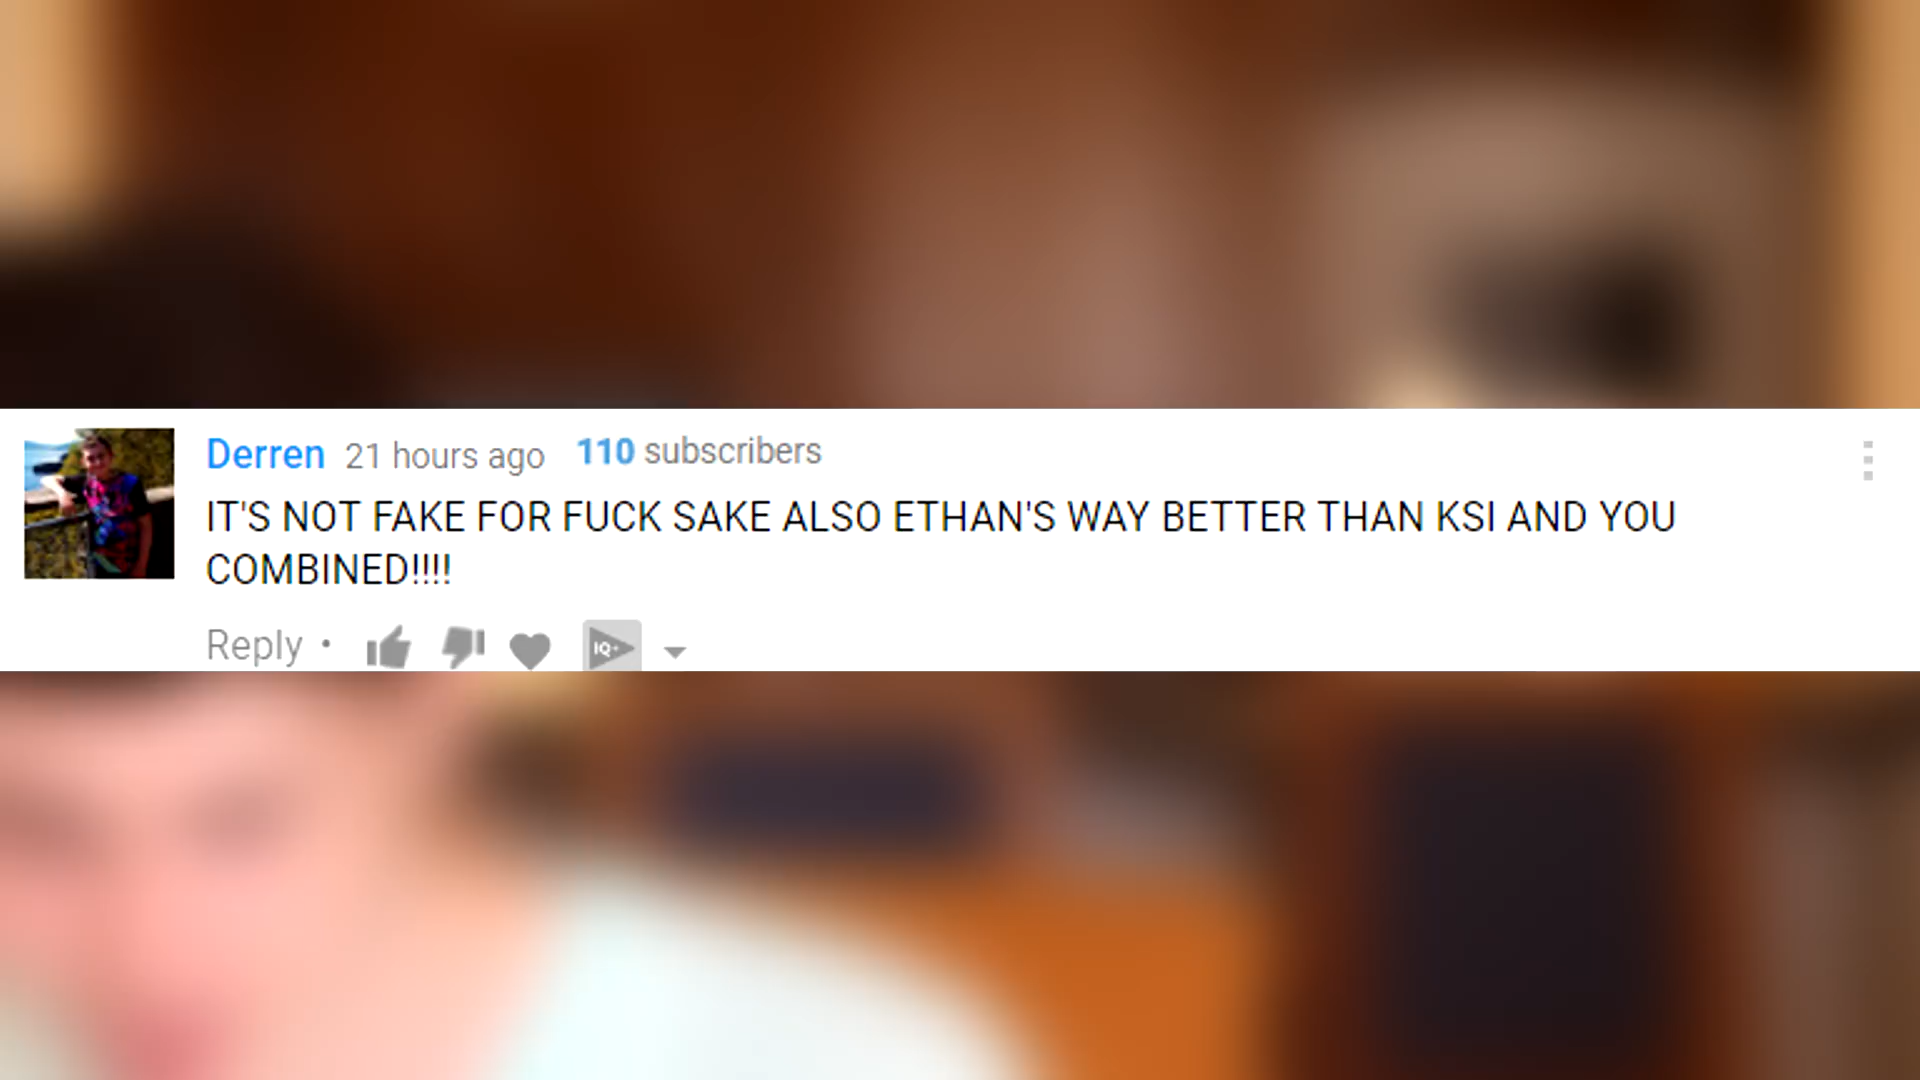 Derren 21 hours ago 110 subscribers
IT'S NOT FAKE FOR FUCK SAKE ALSO ETHAN'S WAY BETTER THAN KSI AND YOU
COMBINED!!!!
Reply •
IQ+